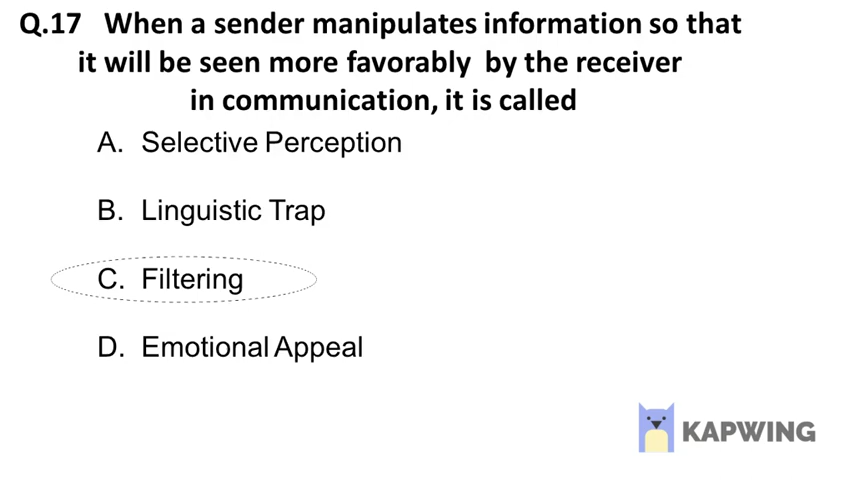 Q.17 When a sender manipulates information so that
it will be seen more favorably by the receiver
in communication, it is called
A. Selective Perception
B. Linguistic Trap
C. Filtering
D. Emotional Appeal
KAPWING